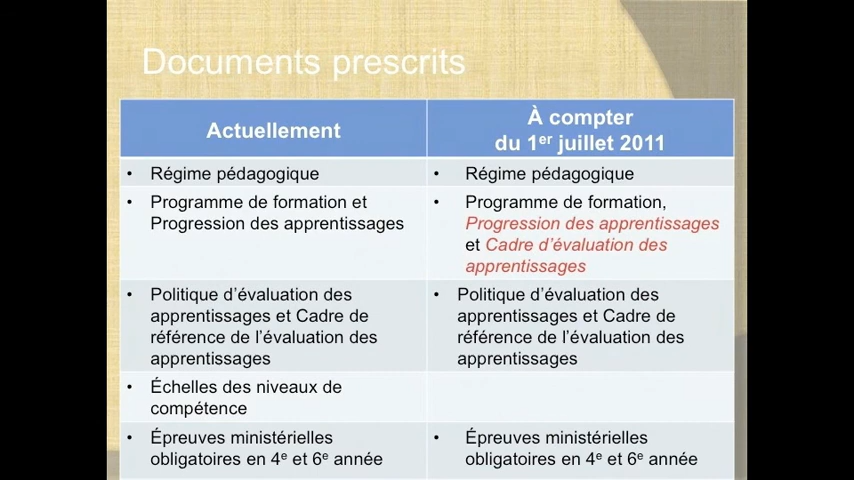 Documents prescrits
Actuellement
À compter
du 1er juillet 2011
• Régime pédagogique
• Régime pédagogique
• Programme de formation et
Progression des apprentissages
• Programme de formation,
Progression des apprentissages
et Cadre d’évaluation des
apprentissages
• Politique d’évaluation des
apprentissages et Cadre de
référence de l’évaluation des
apprentissages
• Politique d’évaluation des
apprentissages et Cadre de
référence de l’évaluation des
apprentissages
• Échelles des niveaux de
compétence
• Épreuves ministérielles
obligatoires en 4e et 6e année
• Épreuves ministérielles
obligatoires en 4e et 6e année